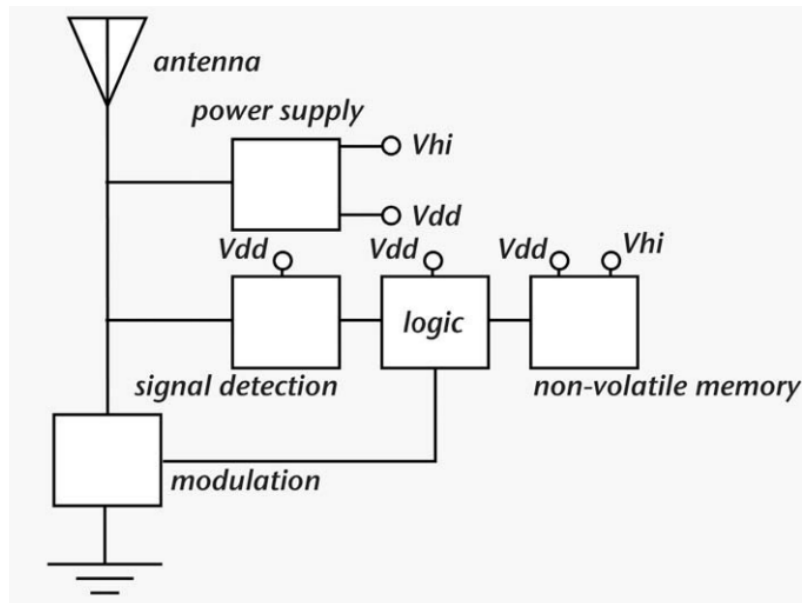 antenna
power supply
Vhi
Vdd
Vdd
Vdd
Vdd
Vhi
logic
signal detection
non-volatile memory
modulation